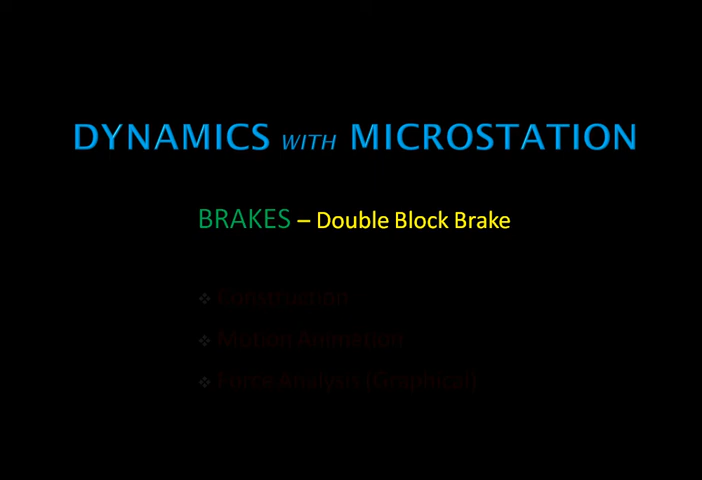 DYNAMICS WITH MICROSTATION
BRAKES – Double Block Brake
❖ Construction
❖ Motion Animation
❖ Force Analysis (Graphical)